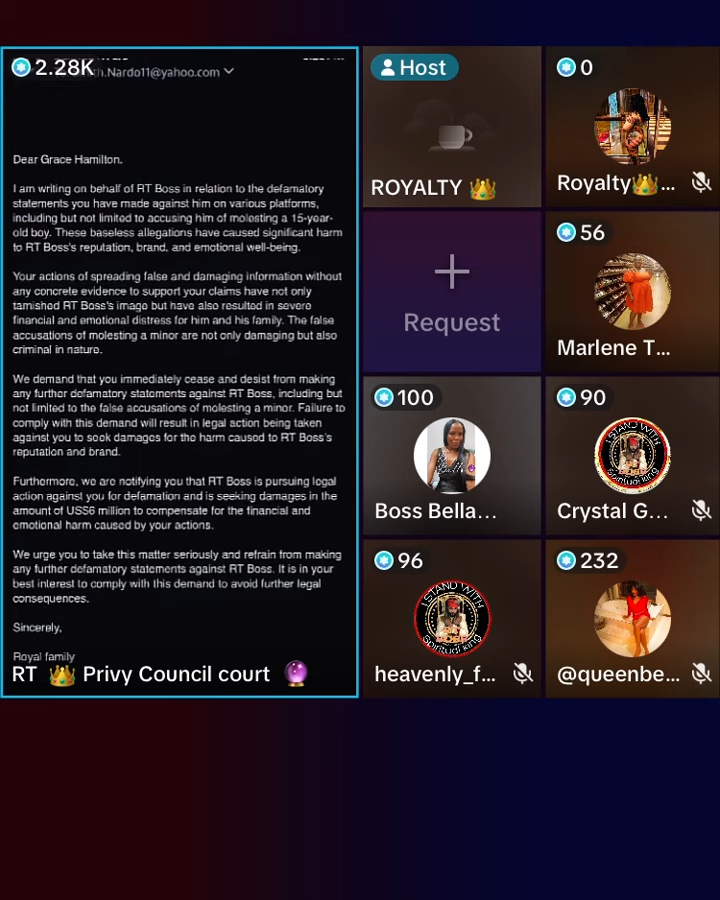 2.28K
th.Nardo11@yahoo.com
Dear Grace Hamilton.
I am writing on behalf of RT Boss in relation to the defamatory
statements you have made against him on various platforms,
including but not limited to accusing him of molesting a 15-year-
old boy. These baseless allegations have caused significant harm
to RT Boss's reputation, brand, and emotional well-being.
Your actions of spreading false and damaging information without
any concrete evidence to support your claims have not only
tarnished RT Boss's image but have also resulted in severe
financial and emotional distress for him and his family. The false
accusations of molesting a minor are not only damaging but also
criminal in nature.
We demand that you immediately cease and desist from making
any further defamatory statements against RT Boss, including but
not limited to the false accusations of molesting a minor. Failure to
comply with this demand will result in legal action being taken
against you to seek damages for the harm caused to RT Boss's
reputation and brand.
Furthermore, we are notifying you that RT Boss is pursuing legal
action against you for defamation and is seeking damages in the
amount of US$6 million to compensate for the financial and
emotional harm caused by your actions.
We urge you to take this matter seriously and refrain from making
any further defamatory statements against RT Boss. It is in your
best interest to comply with this demand to avoid further legal
consequences.
Sincerely,
Royal family
RT 👑 Privy Council court 🔮
Host
ROYALTY 👑
0
Royalty👑...
Request
56
Marlene T...
100
Boss Bella...
90
I STAND WITH
Spiritual King
Crystal G...
96
I STAND WITH
Spiritual King
heavenly_f...
232
@queenbe...